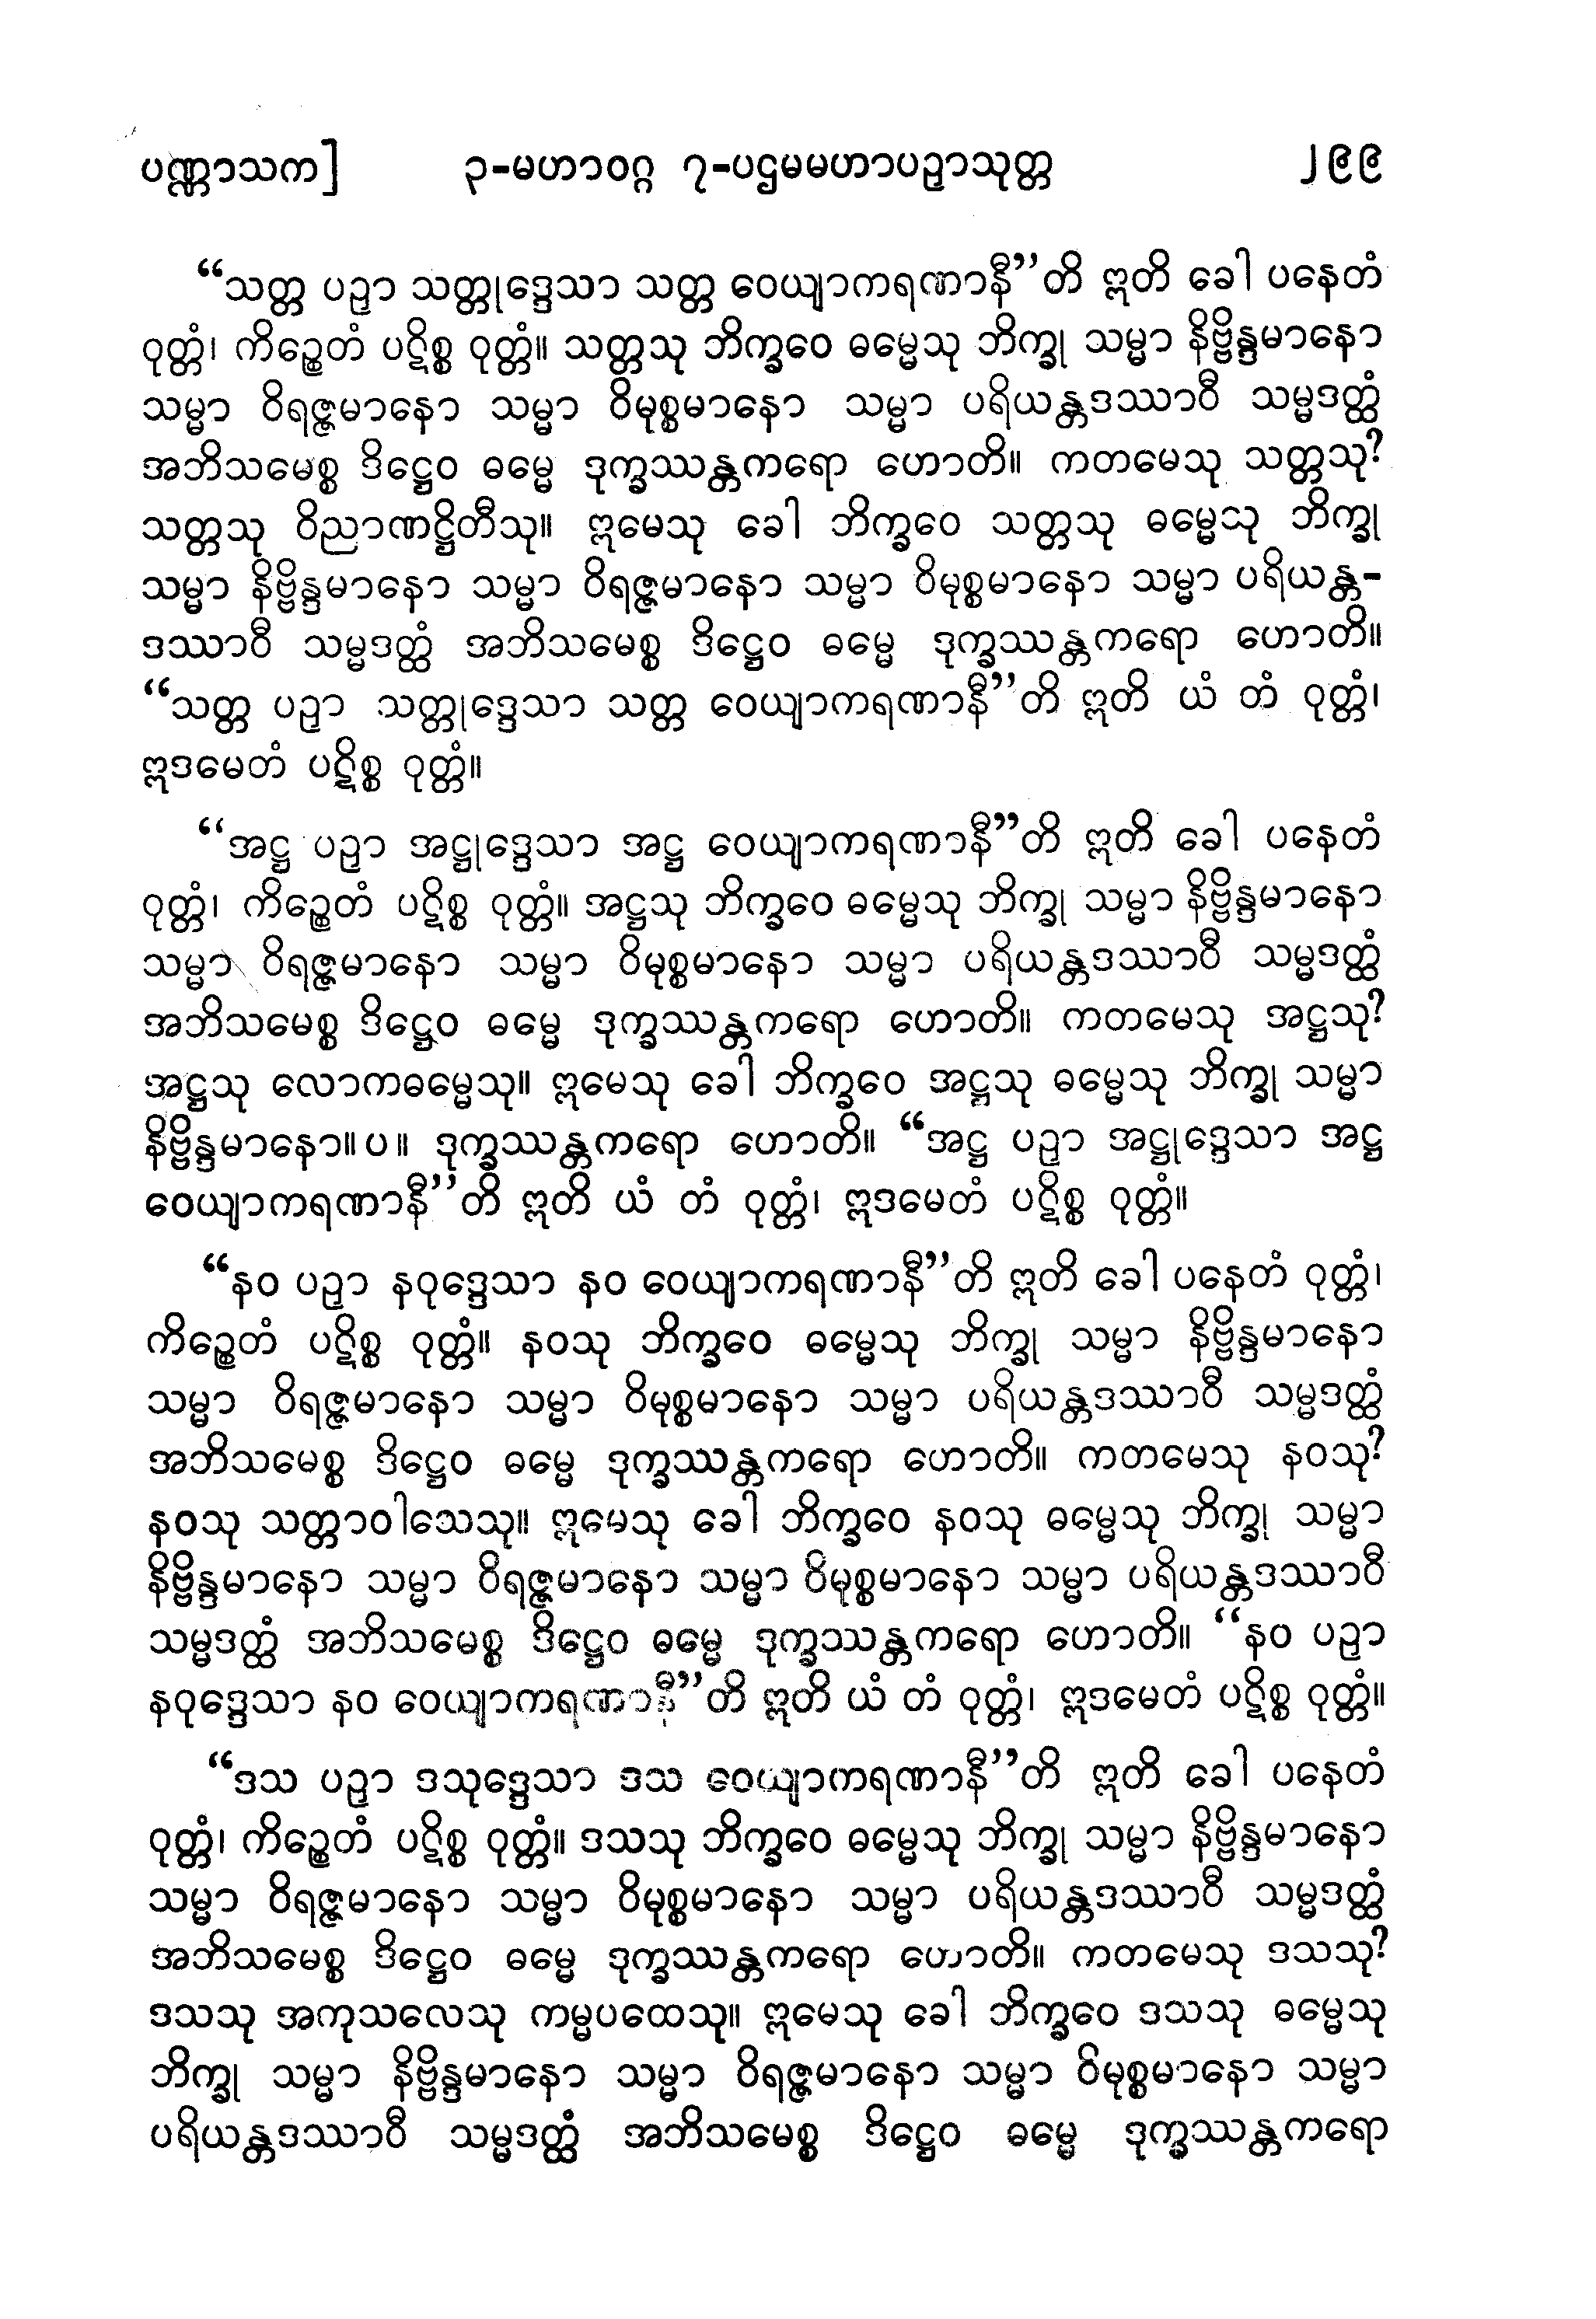 ပဏ္ဏာသက] ၃-မဟာဝဂ္ဂ ၇-ပဌမမဟာပဉှာသုတ္တ ၂၉၉
“သတ္တ ပဉှာ သတ္တုဒ္ဒေသာ သတ္တ ဝေယျာကရဏာနီ”တိ ဣတိ ခေါ ပနေတံ
ဝုတ္တံ၊ ကိဉ္စေတံ ပဋိစ္စ ဝုတ္တံ။ သတ္တသု ဘိက္ခဝေ ဓမ္မေသု ဘိက္ခု သမ္မာ နိဗ္ဗိန္ဒမာနော
သမ္မာ ဝိရဇ္ဇမာနော သမ္မာ ဝိမုစ္စမာနော သမ္မာ ပရိယန္တဒဿာဝီ သမ္မဒတ္ထံ
အဘိသမေစ္စ ဒိဋ္ဌေဝ ဓမ္မေ ဒုက္ခဿန္တကရော ဟောတိ။ ကတမေသု သတ္တသု?
သတ္တသု ဝိညာဏဋ္ဌိတီသု။ ဣမေသု ခေါ ဘိက္ခဝေ သတ္တသု ဓမ္မေသု ဘိက္ခု
သမ္မာ နိဗ္ဗိန္ဒမာနော သမ္မာ ဝိရဇ္ဇမာနော သမ္မာ ဝိမုစ္စမာနော သမ္မာ ပရိယန္တ-
ဒဿာဝီ သမ္မဒတ္ထံ အဘိသမေစ္စ ဒိဋ္ဌေဝ ဓမ္မေ ဒုက္ခဿန္တကရော ဟောတိ။
“သတ္တ ပဉှာ သတ္တုဒ္ဒေသာ သတ္တ ဝေယျာကရဏာနီ”တိ ဣတိ ယံ တံ ဝုတ္တံ၊
ဣဒမေတံ ပဋိစ္စ ဝုတ္တံ။
“အဋ္ဌ ပဉှာ အဋ္ဌုဒ္ဒေသာ အဋ္ဌ ဝေယျာကရဏာနီ”တိ ဣတိ ခေါ ပနေတံ
ဝုတ္တံ၊ ကိဉ္စေတံ ပဋိစ္စ ဝုတ္တံ။ အဋ္ဌသု ဘိက္ခဝေ ဓမ္မေသု ဘိက္ခု သမ္မာ နိဗ္ဗိန္ဒမာနော
သမ္မာ ဝိရဇ္ဇမာနော သမ္မာ ဝိမုစ္စမာနော သမ္မာ ပရိယန္တဒဿာဝီ သမ္မဒတ္ထံ
အဘိသမေစ္စ ဒိဋ္ဌေဝ ဓမ္မေ ဒုက္ခဿန္တကရော ဟောတိ။ ကတမေသု အဋ္ဌသု?
အဋ္ဌသု လောကဓမ္မေသု။ ဣမေသု ခေါ ဘိက္ခဝေ အဋ္ဌသု ဓမ္မေသု ဘိက္ခု သမ္မာ
နိဗ္ဗိန္ဒမာနော။ပ။ ဒုက္ခဿန္တကရော ဟောတိ။ “အဋ္ဌ ပဉှာ အဋ္ဌုဒ္ဒေသာ အဋ္ဌ
ဝေယျာကရဏာနီ”တိ ဣတိ ယံ တံ ဝုတ္တံ၊ ဣဒမေတံ ပဋိစ္စ ဝုတ္တံ။
“နဝ ပဉှာ နဝုဒ္ဒေသာ နဝ ဝေယျာကရဏာနီ”တိ ဣတိ ခေါ ပနေတံ ဝုတ္တံ၊
ကိဉ္စေတံ ပဋိစ္စ ဝုတ္တံ။ နဝသု ဘိက္ခဝေ ဓမ္မေသု ဘိက္ခု သမ္မာ နိဗ္ဗိန္ဒမာနော
သမ္မာ ဝိရဇ္ဇမာနော သမ္မာ ဝိမုစ္စမာနော သမ္မာ ပရိယန္တဒဿာဝီ သမ္မဒတ္ထံ
အဘိသမေစ္စ ဒိဋ္ဌေဝ ဓမ္မေ ဒုက္ခဿန္တကရော ဟောတိ။ ကတမေသု နဝသု?
နဝသု သတ္တာဝါသေသု။ ဣမေသု ခေါ ဘိက္ခဝေ နဝသု ဓမ္မေသု ဘိက္ခု သမ္မာ
နိဗ္ဗိန္ဒမာနော သမ္မာ ဝိရဇ္ဇမာနော သမ္မာ ဝိမုစ္စမာနော သမ္မာ ပရိယန္တဒဿာဝီ
သမ္မဒတ္ထံ အဘိသမေစ္စ ဒိဋ္ဌေဝ ဓမ္မေ ဒုက္ခဿန္တကရော ဟောတိ။ “နဝ ပဉှာ
နဝုဒ္ဒေသာ နဝ ဝေယျာကရဏာနီ”တိ ဣတိ ယံ တံ ဝုတ္တံ၊ ဣဒမေတံ ပဋိစ္စ ဝုတ္တံ။
“ဒသ ပဉှာ ဒသုဒ္ဒေသာ ဒသ ဝေယျာကရဏာနီ”တိ ဣတိ ခေါ ပနေတံ
ဝုတ္တံ၊ ကိဉ္စေတံ ပဋိစ္စ ဝုတ္တံ။ ဒသသု ဘိက္ခဝေ ဓမ္မေသု ဘိက္ခု သမ္မာ နိဗ္ဗိန္ဒမာနော
သမ္မာ ဝိရဇ္ဇမာနော သမ္မာ ဝိမုစ္စမာနော သမ္မာ ပရိယန္တဒဿာဝီ သမ္မဒတ္ထံ
အဘိသမေစ္စ ဒိဋ္ဌေဝ ဓမ္မေ ဒုက္ခဿန္တကရော ဟောတိ။ ကတမေသု ဒသသု?
ဒသသု အကုသလေသု ကမ္မပထေသု။ ဣမေသု ခေါ ဘိက္ခဝေ ဒသသု ဓမ္မေသု
ဘိက္ခု သမ္မာ နိဗ္ဗိန္ဒမာနော သမ္မာ ဝိရဇ္ဇမာနော သမ္မာ ဝိမုစ္စမာနော သမ္မာ
ပရိယန္တဒဿာဝီ သမ္မဒတ္ထံ အဘိသမေစ္စ ဒိဋ္ဌေဝ ဓမ္မေ ဒုက္ခဿန္တကရော